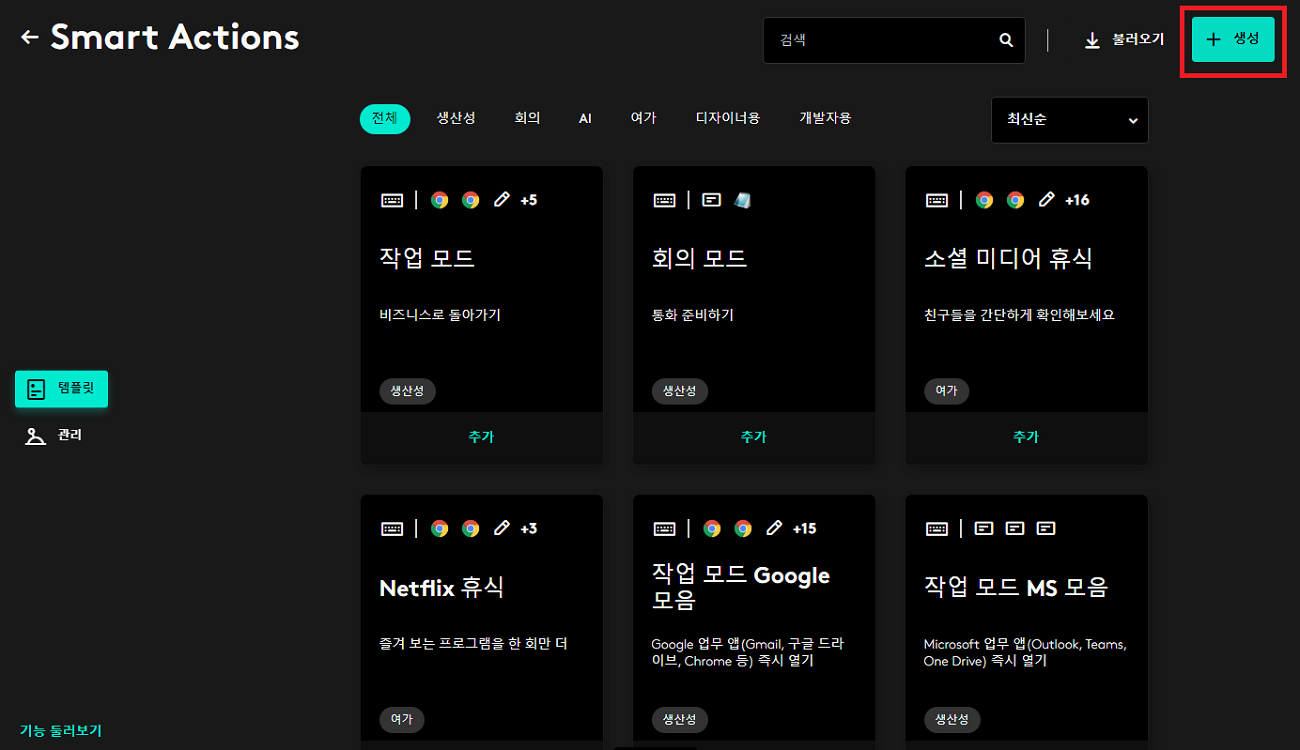 Smart Actions
검색
불러오기
생성
전체
생산성
회의
AI
여가
디자이너용
개발자용
최신순
+5
작업 모드
비즈니스로 돌아가기
생산성
추가
회의 모드
통화 준비하기
생산성
추가
+16
소셜 미디어 휴식
친구들을 간단하게 확인해보세요
여가
추가
템플릿
관리
+3
Netflix 휴식
즐겨 보는 프로그램을 한 회만 더
여가
+15
작업 모드 Google
모음
Google 업무 앱(Gmail, 구글 드라
이브, Chrome 등) 즉시 열기
생산성
작업 모드 MS 모음
Microsoft 업무 앱(Outlook, Teams,
One Drive) 즉시 열기
생산성
기능 둘러보기